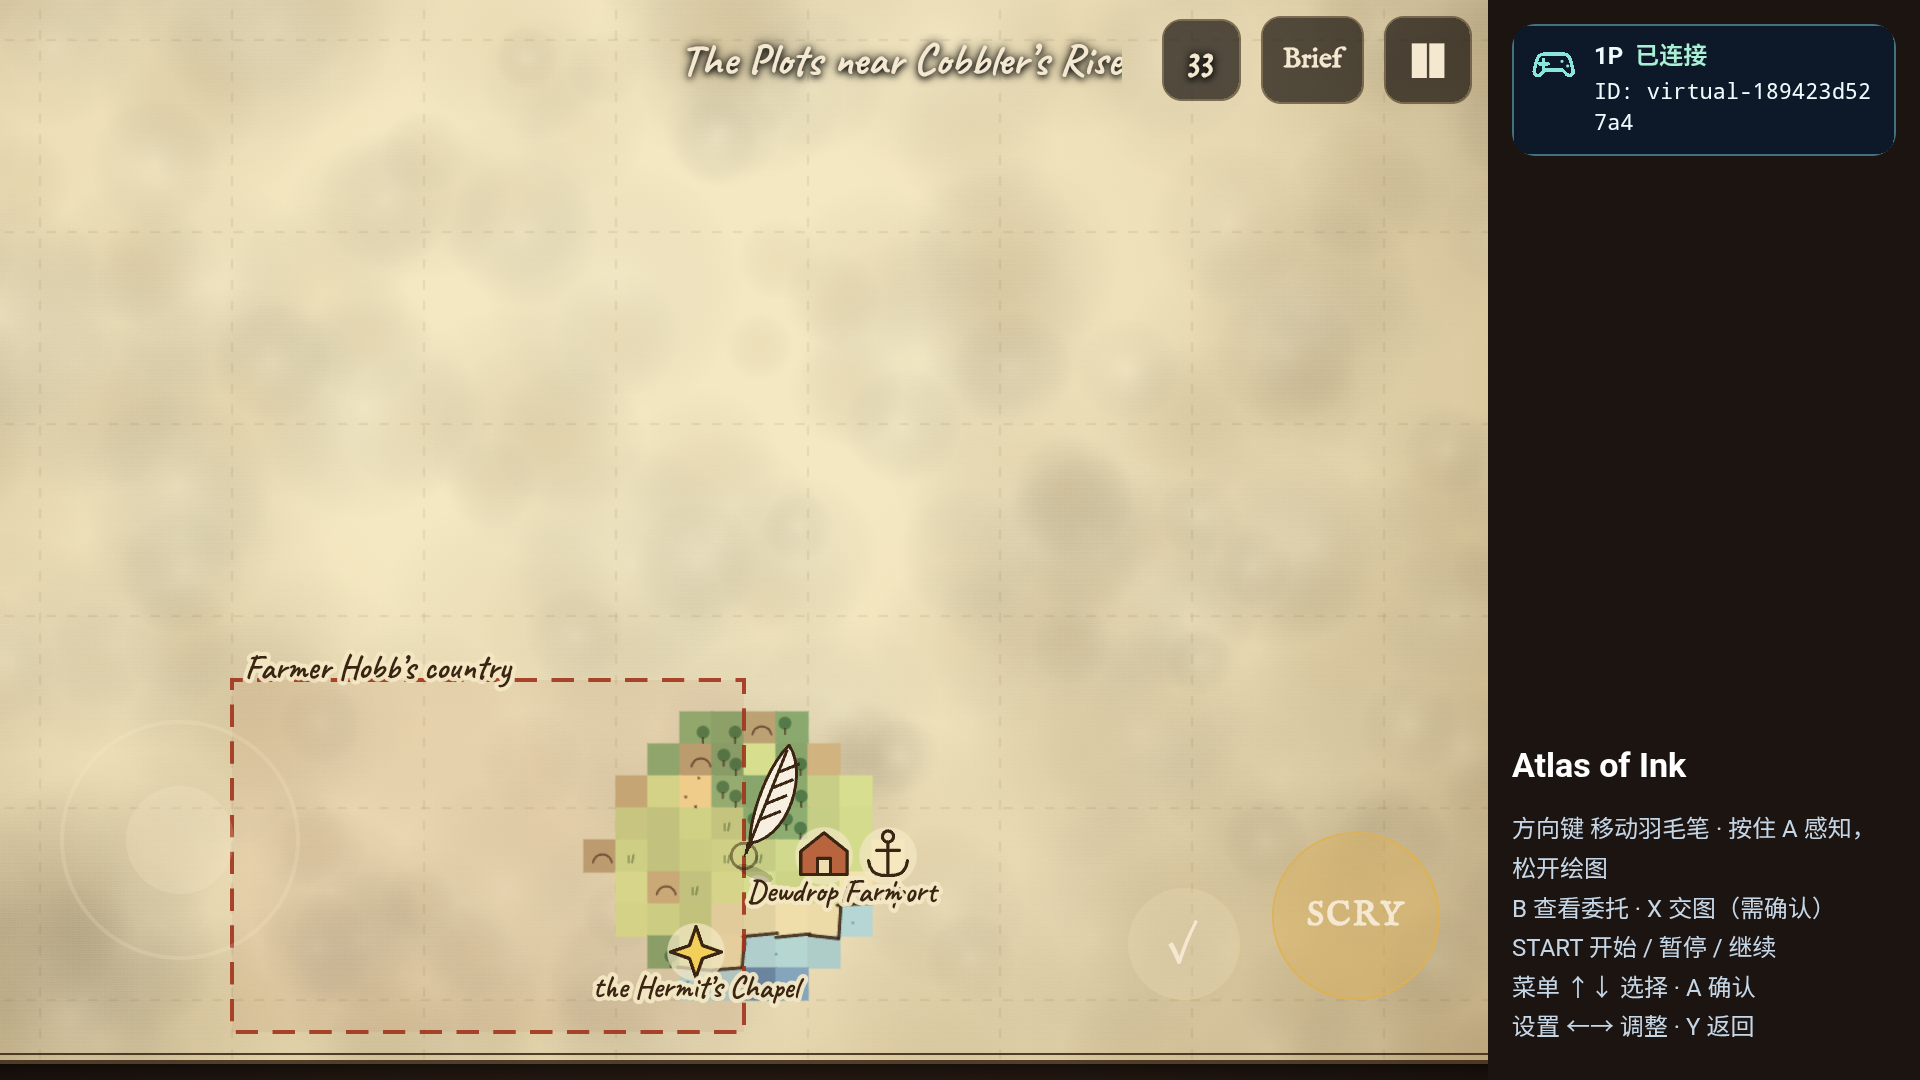 The Plots near Cobbler's Rise
33
Brief
1P 已连接
ID: virtual-189423d52
7a4
Farmer Hobb's country
Dewdrop Farm
the Hermit's Chapel
✓
SCRY
Atlas of Ink
方向键 移动羽毛笔 · 按住 A 感知，
松开绘图
B 查看委托 · X 交图（需确认）
START 开始 / 暂停 / 继续
菜单 ↑↓ 选择 · A 确认
设置 ←→ 调整 · Y 返回